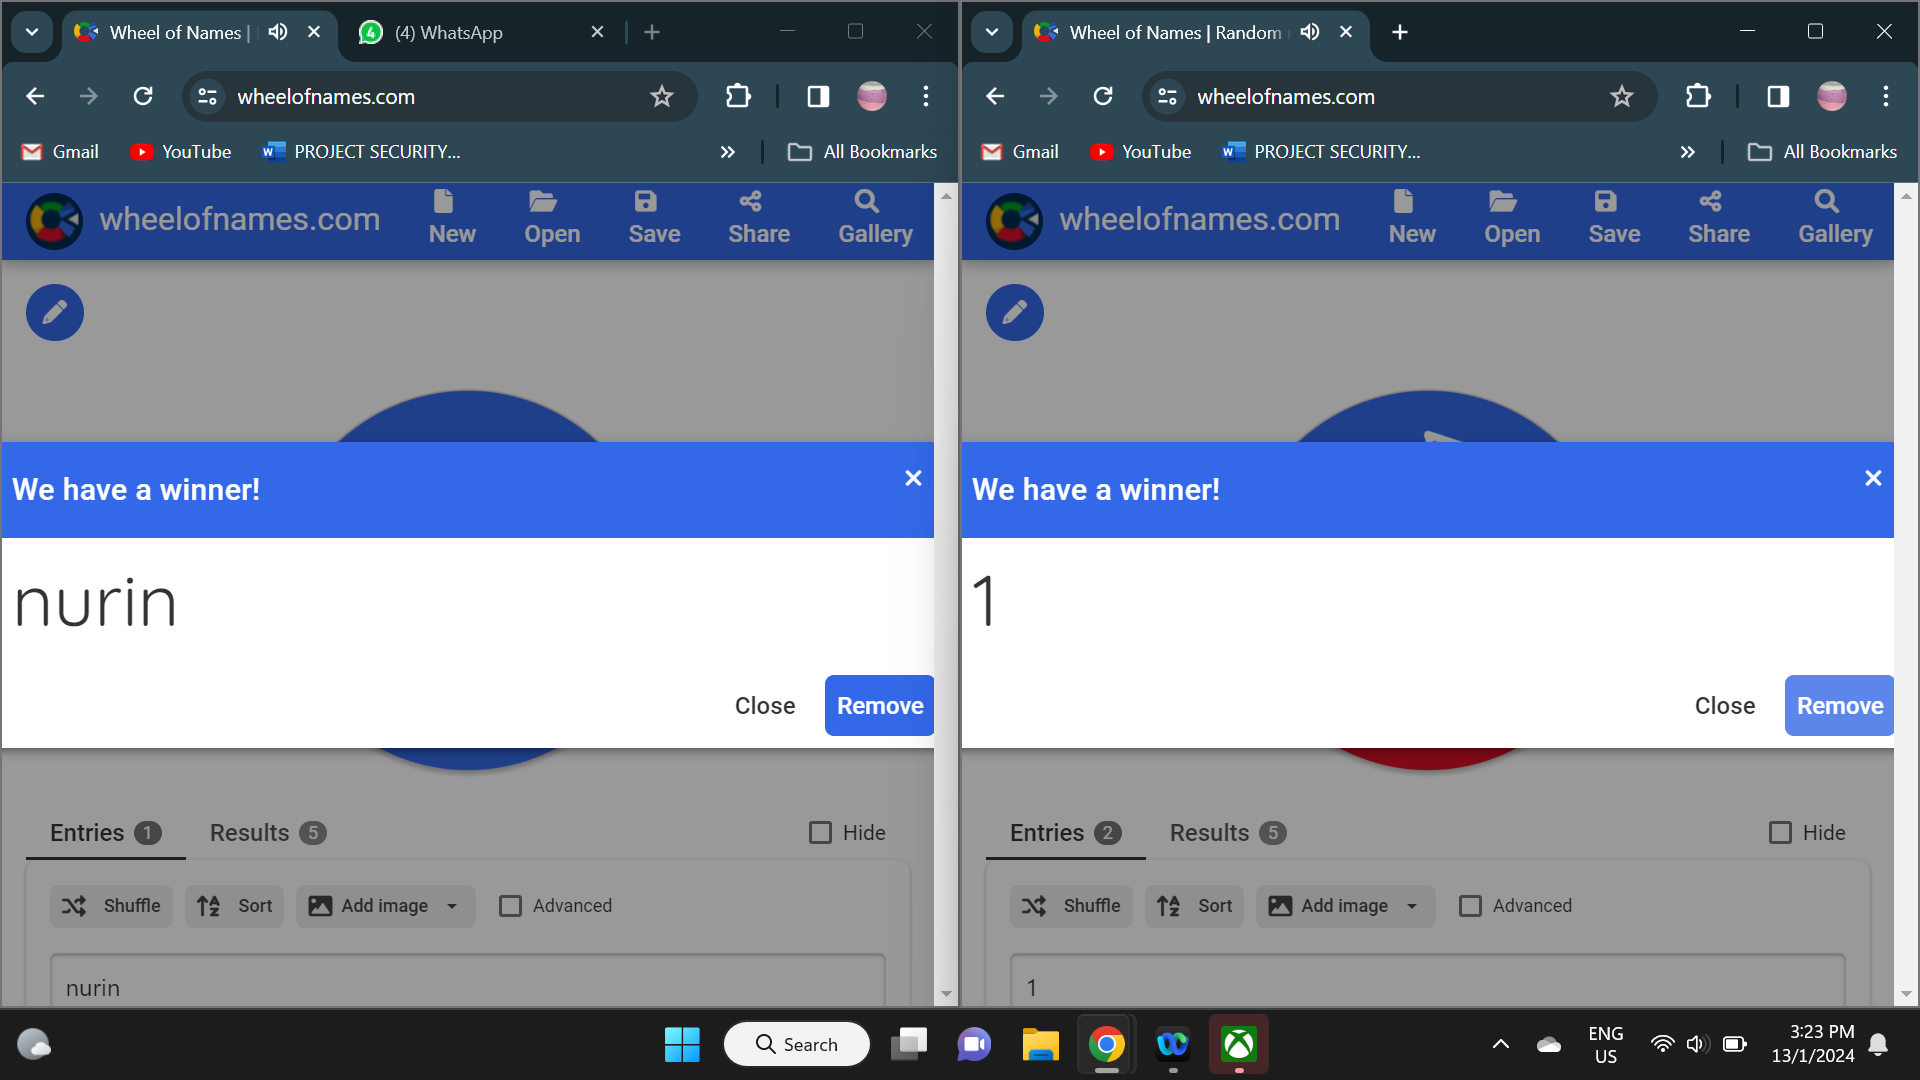 Wheel of Names |
(4) WhatsApp
wheelofnames.com
Gmail
YouTube
PROJECT SECURITY...
All Bookmarks
wheelofnames.com
New
Open
Save
Share
Gallery
We have a winner!
nurin
Close
Remove
Entries 1
Results 5
Hide
Shuffle
Sort
Add image
Advanced
nurin
Wheel of Names | Random
wheelofnames.com
Gmail
YouTube
PROJECT SECURITY...
All Bookmarks
wheelofnames.com
New
Open
Save
Share
Gallery
We have a winner!
1
Close
Remove
Entries 2
Results 5
Hide
Shuffle
Sort
Add image
Advanced
1
Search
ENG
US
3:23 PM
13/1/2024